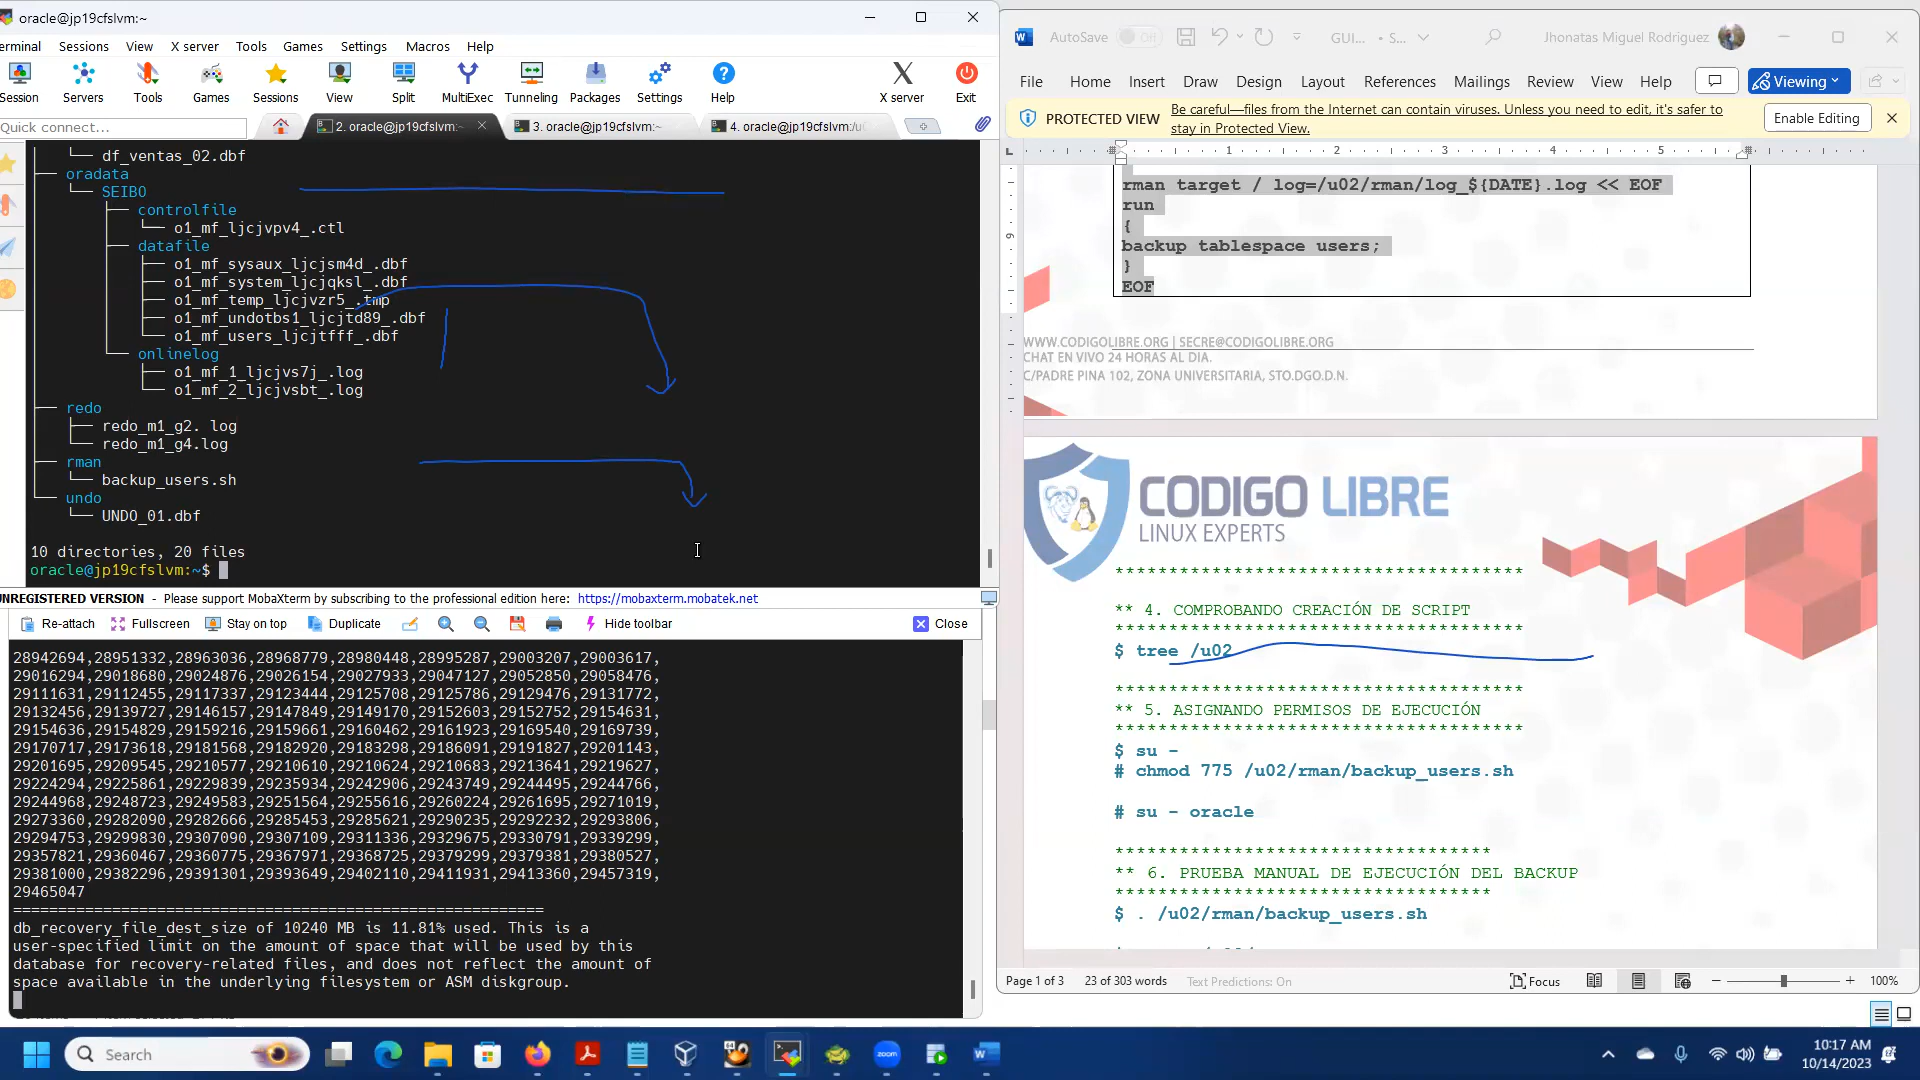 oracle@jp19cfslvm:~
erminal Sessions View X server Tools Games Settings Macros Help
Session Servers Tools Games Sessions View Split MultiExec Tunneling Packages Settings Help X server Exit
Quick connect...
2. oracle@jp19cfslvm:~
3. oracle@jp19cfslvm:~
4. oracle@jp19cfslvm:/u
df_ventas_02.dbf
oradata
SEIBO
controlfile
o1_mf_ljcjvpv4_.ctl
datafile
o1_mf_sysaux_ljcjsm4d_.dbf
o1_mf_system_ljcjqksl_.dbf
o1_mf_temp_ljcjvzr5_.tmp
o1_mf_undotbs1_ljcjtd89_.dbf
o1_mf_users_ljcjtfff_.dbf
onlinelog
o1_mf_1_ljcjvs7j_.log
o1_mf_2_ljcjvsbt_.log
redo
redo_m1_g2. log
redo_m1_g4.log
rman
backup_users.sh
undo
UNDO_01.dbf
10 directories, 20 files
oracle@jp19cfslvm:~$
UNREGISTERED VERSION - Please support MobaXterm by subscribing to the professional edition here: https://mobaxterm.mobatek.net
Re-attach Fullscreen Stay on top Duplicate Hide toolbar Close
28942694,28951332,28963036,28968779,28980448,28995287,29003207,29003617,
29016294,29018680,29024876,29026154,29027933,29047127,29052850,29058476,
29111631,29112455,29117337,29123444,29125708,29125786,29129476,29131772,
29132456,29139727,29146157,29147849,29149170,29152603,29152752,29154631,
29154636,29154829,29159216,29159661,29160462,29161923,29169540,29169739,
29170717,29173618,29181568,29182920,29183298,29186091,29191827,29201143,
29201695,29209545,29210577,29210610,29210624,29210683,29213641,29219627,
29224294,29225861,29229839,29235934,29242906,29243749,29244495,29244766,
29244968,29248723,29249583,29251564,29255616,29260224,29261695,29271019,
29273360,29282090,29282666,29285453,29285621,29290235,29292232,29293806,
29294753,29299830,29307090,29307109,29311336,29329675,29330791,29339299,
29357821,29360467,29360775,29367971,29368725,29379299,29379381,29380527,
29381000,29382296,29391301,29393649,29402110,29411931,29413360,29457319,
29465047
===========================================================
db_recovery_file_dest_size of 10240 MB is 11.81% used. This is a
user-specified limit on the amount of space that will be used by this
database for recovery-related files, and does not reflect the amount of
space available in the underlying filesystem or ASM diskgroup.
AutoSave Off GUI... • S... Jhonatas Miguel Rodriguez
File Home Insert Draw Design Layout References Mailings Review View Help Viewing
PROTECTED VIEW Be careful—files from the Internet can contain viruses. Unless you need to edit, it's safer to
stay in Protected View. Enable Editing
1 2 3 4 5
6
rman target / log=/u02/rman/log_${DATE}.log << EOF
run
{
backup tablespace users;
}
EOF
WWW.CODIGOLIBRE.ORG | SECRE@CODIGOLIBRE.ORG
CHAT EN VIVO 24 HORAS AL DIA.
C/PADRE PINA 102, ZONA UNIVERSITARIA, STO.DGO.D.N.
CODIGO LIBRE
LINUX EXPERTS
**************************************
** 4. COMPROBANDO CREACIÓN DE SCRIPT
**************************************
$ tree /u02
**************************************
** 5. ASIGNANDO PERMISOS DE EJECUCIÓN
**************************************
$ su -
# chmod 775 /u02/rman/backup_users.sh
# su - oracle
***********************************
** 6. PRUEBA MANUAL DE EJECUCIÓN DEL BACKUP
***********************************
$ . /u02/rman/backup_users.sh
Page 1 of 3 23 of 303 words Text Predictions: On Focus 100%
Search
zoom
10:17 AM
10/14/2023